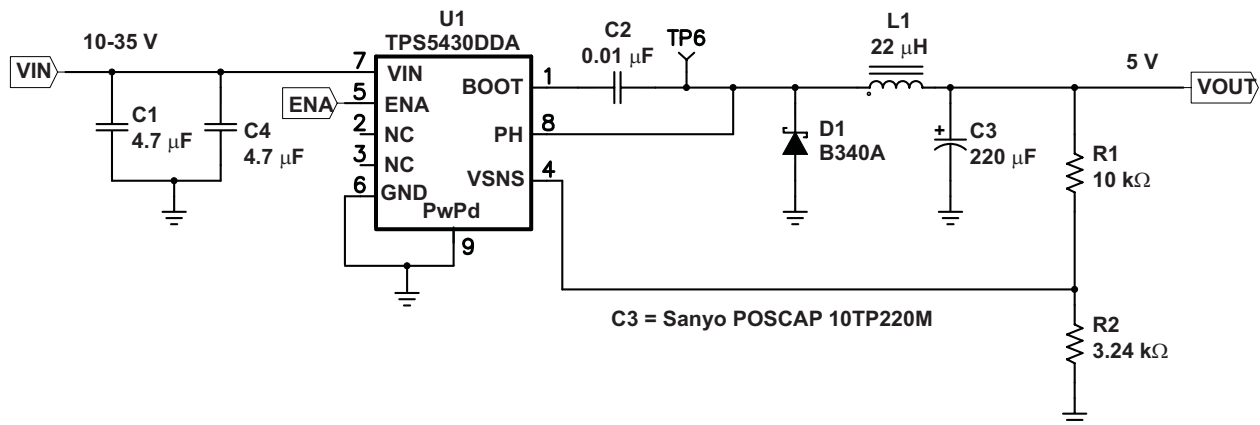 U1
TPS5430DDA
10-35 V
VIN
C1
4.7 μF
C4
4.7 μF
ENA
7
5
2
3
6
VIN
ENA
NC
NC
GND
BOOT
PH
VSNS
PwPd
1
8
4
9
C2
0.01 μF
TP6
L1
22 μH
5 V
VOUT
D1
B340A
+
C3
220 μF
R1
10 kΩ
C3 = Sanyo POSCAP 10TP220M
R2
3.24 kΩ